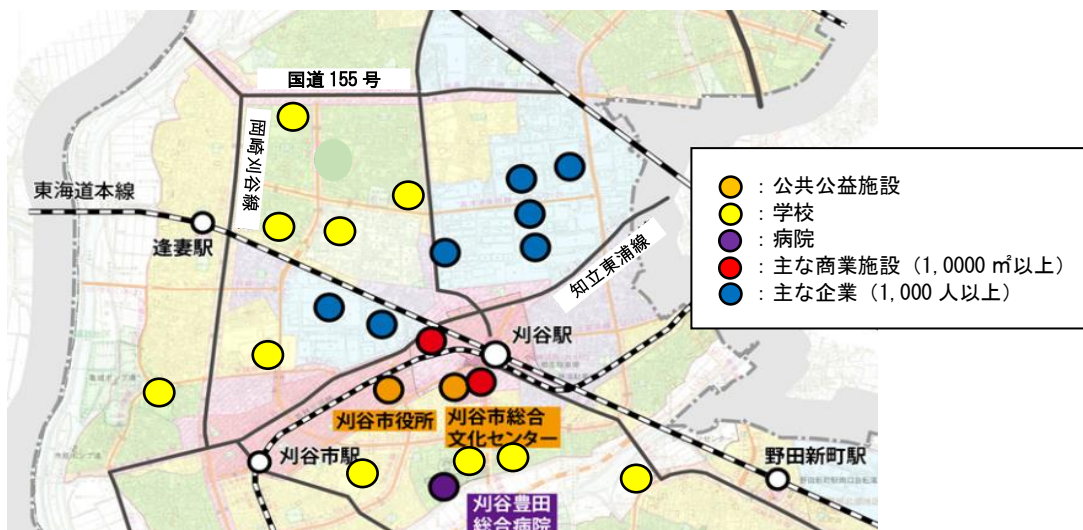 国道155号
岡崎刈谷線
東海道本線
逢妻駅
知立東浦線
：公共公益施設
：学校
：病院
：主な商業施設（1,0000 ㎡以上）
：主な企業（1,000 人以上）
刈谷駅
刈谷市役所
刈谷市総合
文化センター
刈谷市駅
野田新町駅
刈谷豊田
総合病院